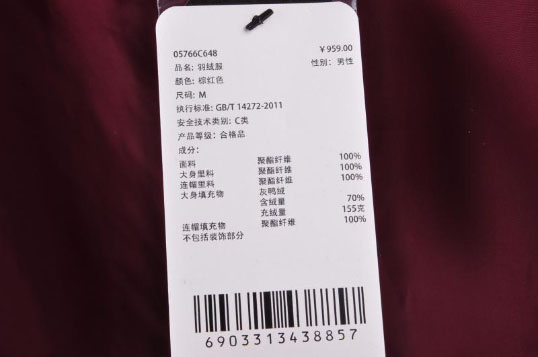 05766C648 ￥959.00
品名: 羽绒服 性别: 男性
颜色: 棕红色
尺码: M
执行标准: GB/T 14272-2011
安全技术类别: C类
产品等级: 合格品
成分:
面料 聚酯纤维 100%
大身里料 聚酯纤维 100%
连帽里料 聚酯纤维 100%
大身填充物 灰鸭绒
含绒量 70%
充绒量 155克
连帽填充物 聚酯纤维 100%
不包括装饰部分
6903313438857